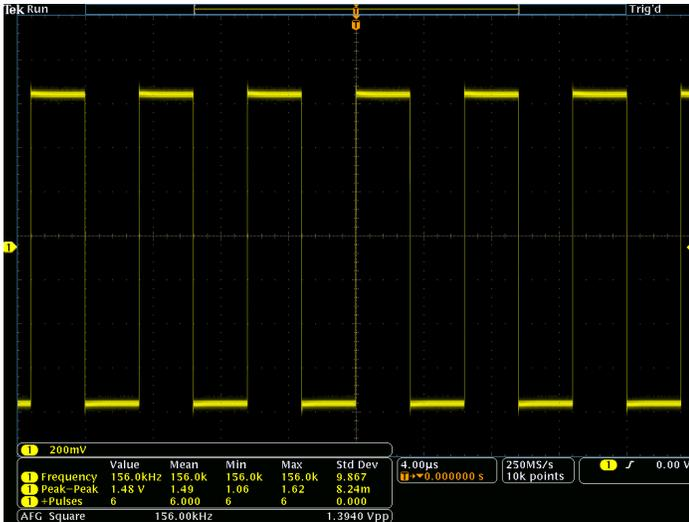 Tek Run Trig'd
T
T
1
1 200mV
Value Mean Min Max Std Dev
1 Frequency 156.0kHz 156.0k 156.0k 156.0k 9.867
1 Peak-Peak 1.48 V 1.49 1.06 1.62 8.24m
1 +Pulses 6 6.000 6 6 0.000
4.00μs
T→▼0.000000 s
250MS/s
10k points
1 0.00 V
AFG Square 156.00kHz 1.3940 Vpp